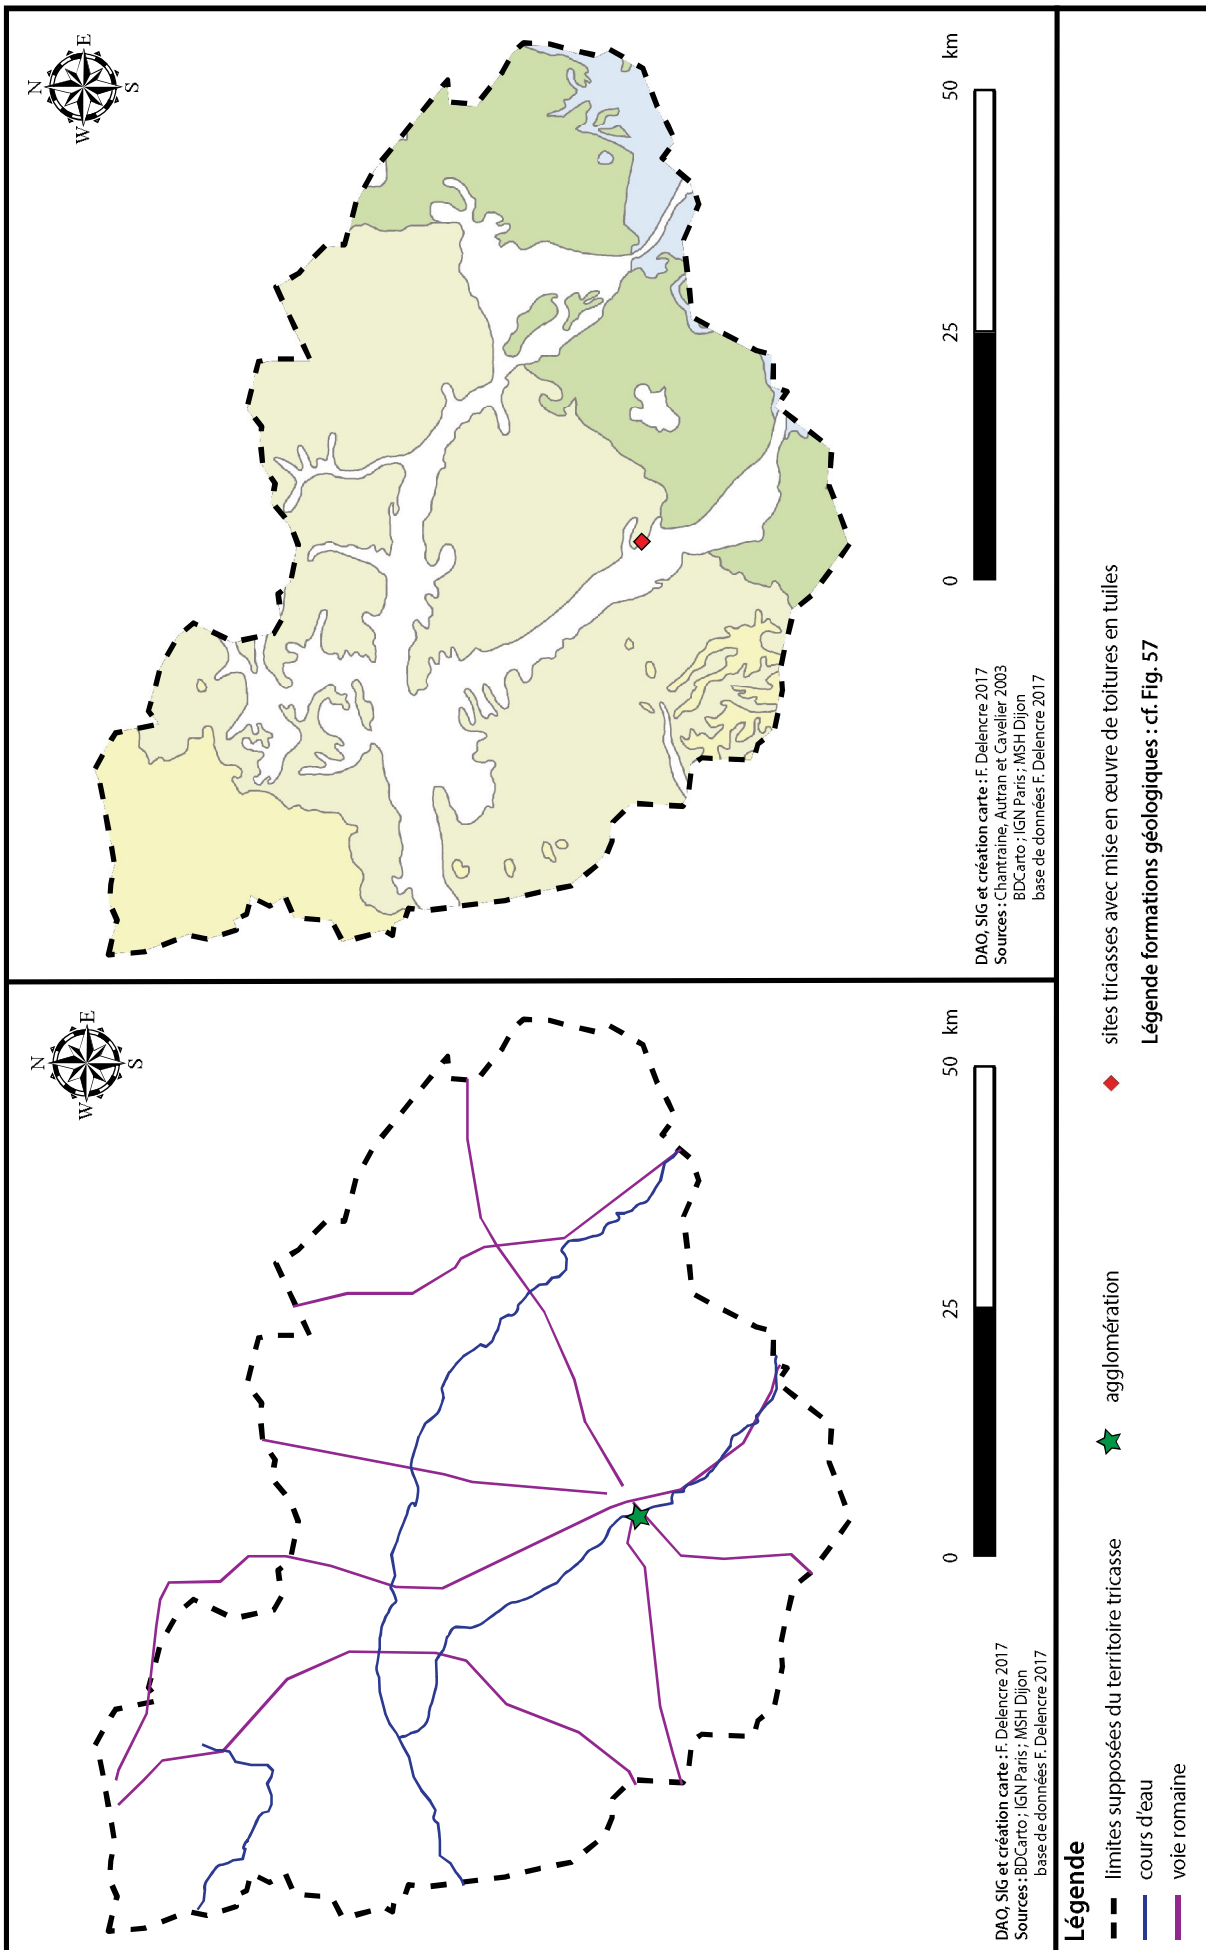 N
W E
S
0 25 50 km
DAO, SIG et création carte : F. Delencre 2017
Sources : BDCarto ; IGN Paris ; MSH Dijon
base de données F. Delencre 2017
N
W E
S
0 25 50 km
DAO, SIG et création carte : F. Delencre 2017
Sources : Chantraine, Autran et Cavelier 2003
BDCarto ; IGN Paris ; MSH Dijon
base de données F. Delencre 2017
Légende
limites supposées du territoire tricasse
cours d'eau
voie romaine
agglomération
sites tricasses avec mise en œuvre de toitures en tuiles
Légende formations géologiques : cf. Fig. 57